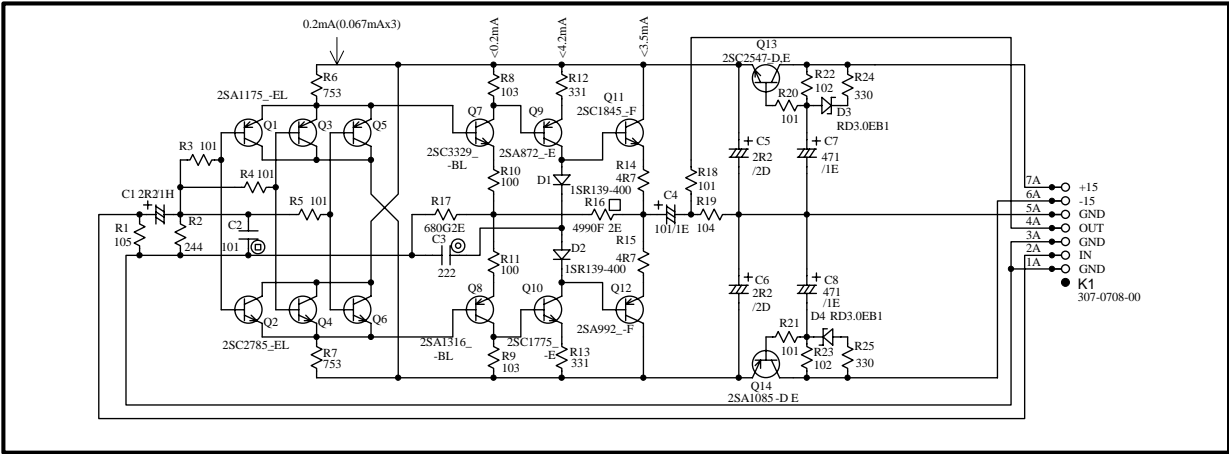 0.2mA(0.067mAx3)
<0.2mA
<4.2mA
<3.5mA
Q13
2SC2547-D,E
R6
753
R8
103
R12
331
Q11
2SC1845_-F
R22
102
R24
330
R20
101
D3
RD3.0EB1
2SA1175_-EL
Q1
Q3
Q5
Q7
2SC3329_
-BL
Q9
2SA872_-E
R3 101
R4 101
R5 101
C1 2R2/1H
+
R1
105
R2
244
C2
101
R10
100
D1
1SR139-400
R14
4R7
R16
4990F 2E
R17
680G2E
C3
222
C4
+
101/1E
R18
101
R19
104
+ C5
2R2
/2D
+ C7
471
/1E
7A +15
6A -15
5A GND
4A OUT
3A GND
2A IN
1A GND
K1
307-0708-00
R11
100
D2
1SR139-400
R15
4R7
+ C6
2R2
/2D
+ C8
471
/1E
Q2
2SC2785_-EL
Q4
Q6
Q8
2SA1316_
-BL
Q10
2SC1775_
-E
Q12
2SA992_-F
D4 RD3.0EB1
R21
101
R23
102
R25
330
R7
753
R9
103
R13
331
Q14
2SA1085-D E